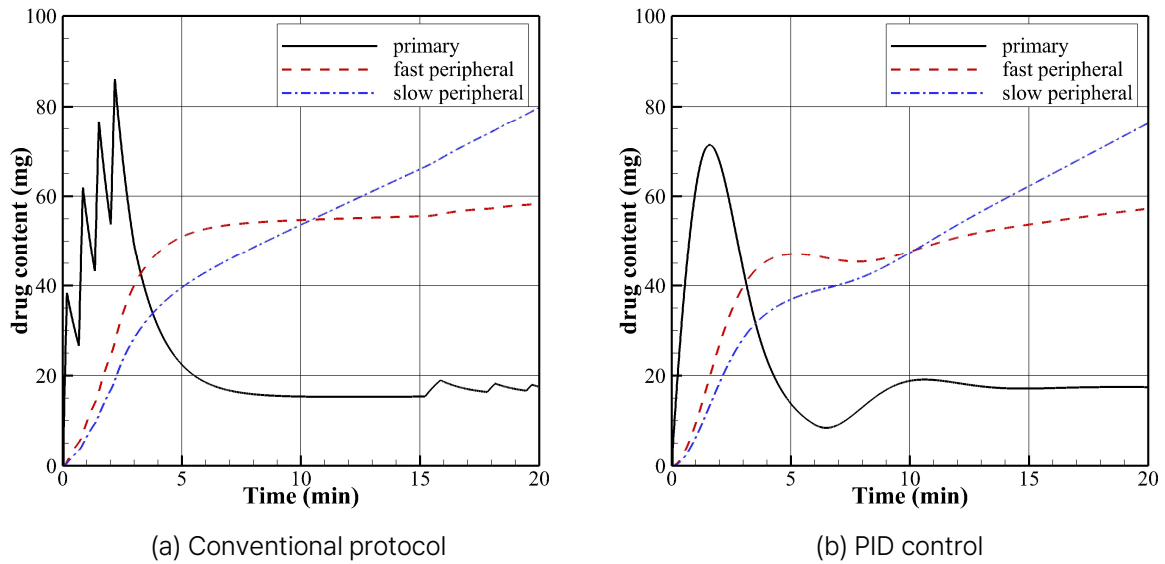 100
80
60
40
20
0
drug content (mg)
primary
fast peripheral
slow peripheral
0 5 10 15 20
Time (min)
(a) Conventional protocol
100
80
60
40
20
0
drug content (mg)
primary
fast peripheral
slow peripheral
0 5 10 15 20
Time (min)
(b) PID control